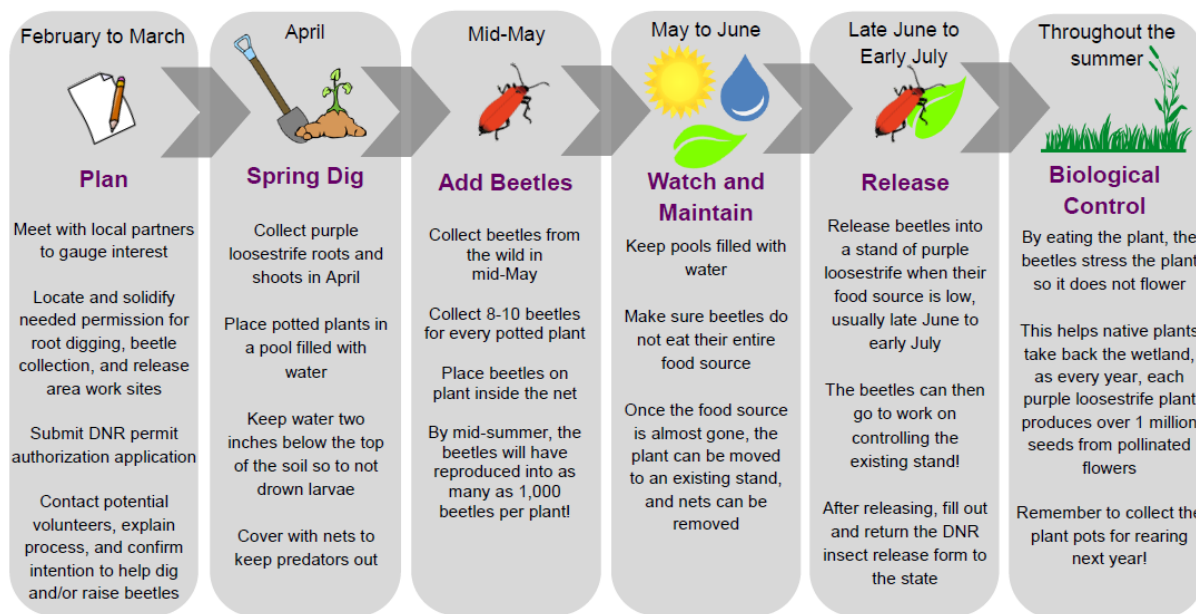 February to March
Plan
Meet with local partners
to gauge interest
Locate and solidify
needed permission for
root digging, beetle
collection, and release
area work sites
Submit DNR permit
authorization application
Contact potential
volunteers, explain
process, and confirm
intention to help dig
and/or raise beetles
April
Spring Dig
Collect purple
loosestrife roots and
shoots in April
Place potted plants in
a pool filled with
water
Keep water two
inches below the top
of the soil so to not
drown larvae
Cover with nets to
keep predators out
Mid-May
Add Beetles
Collect beetles from
the wild in
mid-May
Collect 8-10 beetles
for every potted plant
Place beetles on
plant inside the net
By mid-summer, the
beetles will have
reproduced into as
many as 1,000
beetles per plant!
May to June
Watch and
Maintain
Keep pools filled with
water
Make sure beetles do
not eat their entire
food source
Once the food source
is almost gone, the
plant can be moved
to an existing stand,
and nets can be
removed
Late June to
Early July
Release
Release beetles into
a stand of purple
loosestrife when their
food source is low,
usually late June to
early July
The beetles can then
go to work on
controlling the
existing stand!
After releasing, fill out
and return the DNR
insect release form to
the state
Throughout the
summer
Biological
Control
By eating the plant, the
beetles stress the plant
so it does not flower
This helps native plants
take back the wetland,
as every year, each
purple loosestrife plant
produces over 1 million
seeds from pollinated
flowers
Remember to collect the
plant pots for rearing
next year!